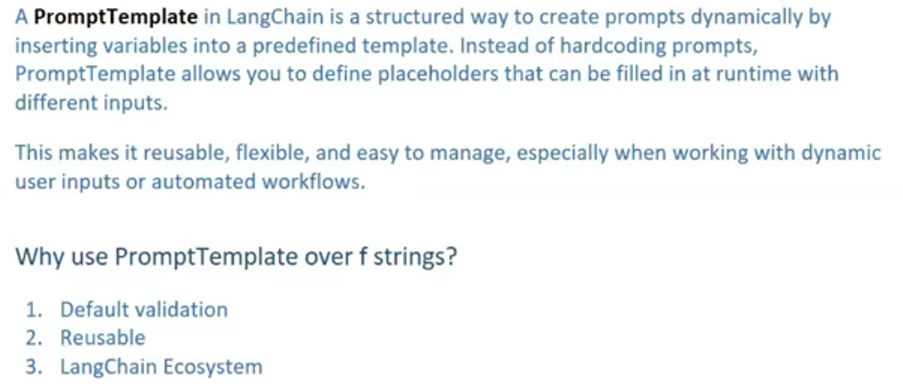 A PromptTemplate in LangChain is a structured way to create prompts dynamically by
inserting variables into a predefined template. Instead of hardcoding prompts,
PromptTemplate allows you to define placeholders that can be filled in at runtime with
different inputs.
This makes it reusable, flexible, and easy to manage, especially when working with dynamic
user inputs or automated workflows.
Why use PromptTemplate over f strings?
1. Default validation
2. Reusable
3. LangChain Ecosystem